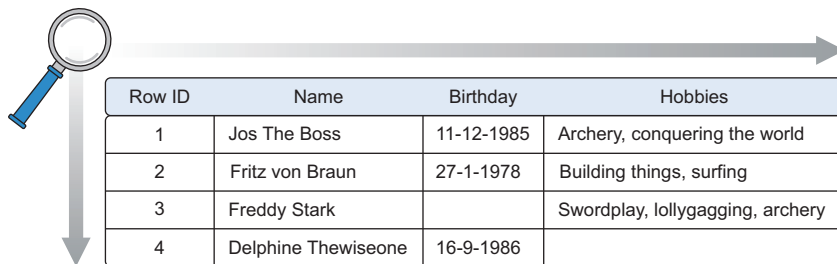 Row ID Name Birthday Hobbies
1 Jos The Boss 11-12-1985 Archery, conquering the world
2 Fritz von Braun 27-1-1978 Building things, surfing
3 Freddy Stark Swordplay, lollygagging, archery
4 Delphine Thewiseone 16-9-1986